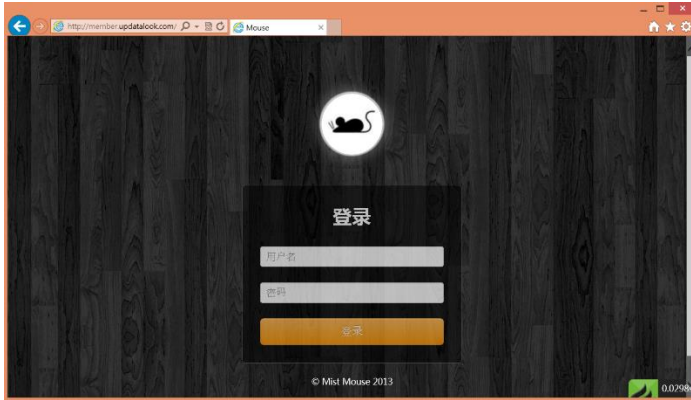 http://member.updatalook.com/
Mouse
登录
用户名
密码
登录
© Mist Mouse 2013
0.0298